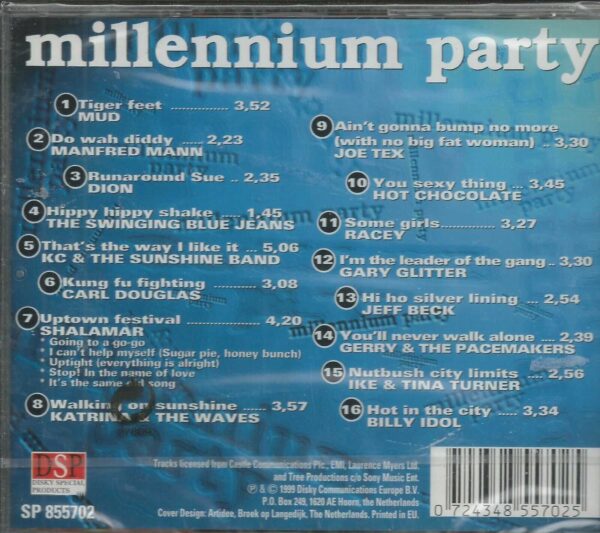 millennium party
1 Tiger feet ............... 3,52
MUD
2 Do wah diddy ...... 2,23
MANFRED MANN
3 Runaround Sue .. 2,35
DION
4 Hippy hippy shake ..... 1,45
THE SWINGING BLUE JEANS
5 That's the way I like it ... 5,06
KC & THE SUNSHINE BAND
6 Kung fu fighting .......... 3,08
CARL DOUGLAS
7 Uptown festival ................... 4,20
SHALAMAR
• Going to a go-go
• I can't help myself (Sugar pie, honey bunch)
• Uptight (everything is alright)
• Stop! In the name of love
• It's the same old song
8 Walkin' on sunshine ...... 3,57
KATRINA & THE WAVES
9 Ain't gonna bump no more
(with no big fat woman) .. 3,30
JOE TEX
10 You sexy thing ... 3,45
HOT CHOCOLATE
11 Some girls.............. 3,27
RACEY
12 I'm the leader of the gang.. 3,30
GARY GLITTER
13 Hi ho silver lining ... 2,54
JEFF BECK
14 You'll never walk alone .... 2,39
GERRY & THE PACEMAKERS
15 Nutbush city limits .... 2,56
IKE & TINA TURNER
16 Hot in the city .... 3,34
BILLY IDOL
DSP
DISKY SPECIAL
PRODUCTS
SP 855702
Tracks licensed from Castle Communications Plc., EMI, Laurence Myers Ltd.
and Tree Productions c/o Sony Music Ent.
℗ & © 1999 Disky Communications Europe B.V.
P.O. Box 249, 1620 AE Hoorn, the Netherlands
Cover Design: Artidee, Broek op Langedijk, The Netherlands. Printed in EU.
0 724348 557025